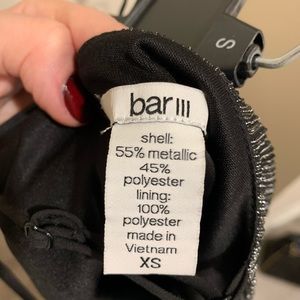 S
bar III
shell:
55% metallic
45%
polyester
lining:
100%
polyester
made in
Vietnam
XS